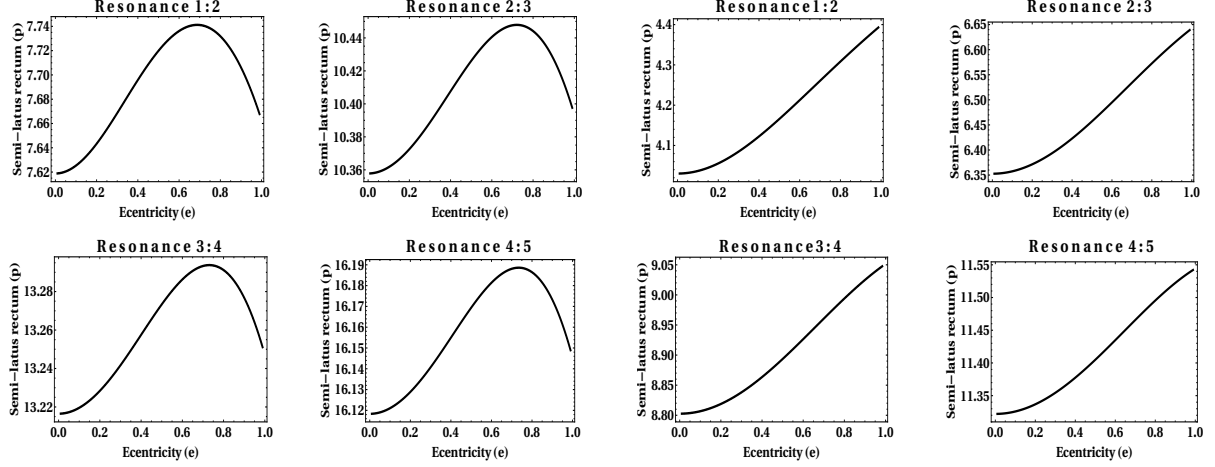 Resonance 1:2
Semi-latus rectum (p)
7.74
7.72
7.70
7.68
7.66
7.64
7.62
0.0 0.2 0.4 0.6 0.8 1.0
Ecentricity (e)
Resonance 2:3
Semi-latus rectum (p)
10.44
10.42
10.40
10.38
10.36
0.0 0.2 0.4 0.6 0.8 1.0
Ecentricity (e)
Resonance1:2
Semi-latus rectum (p)
4.4
4.3
4.2
4.1
0.0 0.2 0.4 0.6 0.8 1.0
Ecentricity (e)
Resonance 2:3
Semi-latus rectum (p)
6.65
6.60
6.55
6.50
6.45
6.40
6.35
0.0 0.2 0.4 0.6 0.8 1.0
Ecentricity (e)
Resonance 3:4
Semi-latus rectum (p)
13.28
13.26
13.24
13.22
0.0 0.2 0.4 0.6 0.8 1.0
Ecentricity (e)
Resonance 4:5
Semi-latus rectum (p)
16.19
16.18
16.17
16.16
16.15
16.14
16.13
16.12
0.0 0.2 0.4 0.6 0.8 1.0
Ecentricity (e)
Resonance3:4
Semi-latus rectum (p)
9.05
9.00
8.95
8.90
8.85
8.80
0.0 0.2 0.4 0.6 0.8 1.0
Ecentricity (e)
Resonance 4:5
Semi-latus rectum (p)
11.55
11.50
11.45
11.40
11.35
0.0 0.2 0.4 0.6 0.8 1.0
Ecentricity (e)